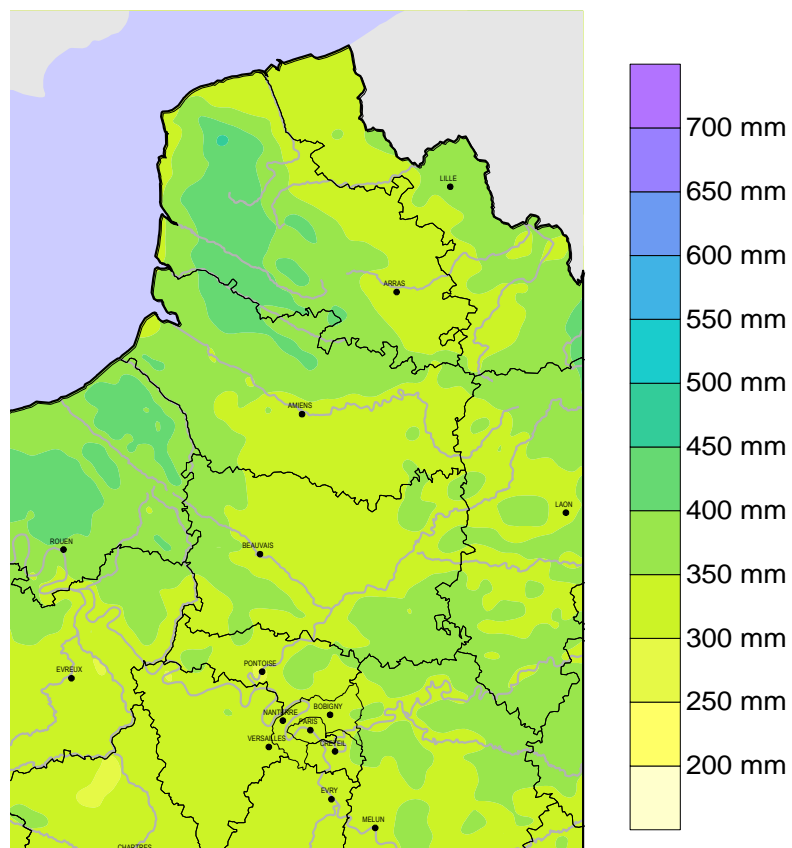 700 mm
650 mm
600 mm
550 mm
500 mm
450 mm
400 mm
350 mm
300 mm
250 mm
200 mm
LILLE
ARRAS
AMIENS
LAON
ROUEN
BEAUVAIS
PONTOISE
EVREUX
BOBIGNY
NANTERRE
PARIS
VERSAILLES
CRETEIL
EVRY
MELUN
CHARTRES